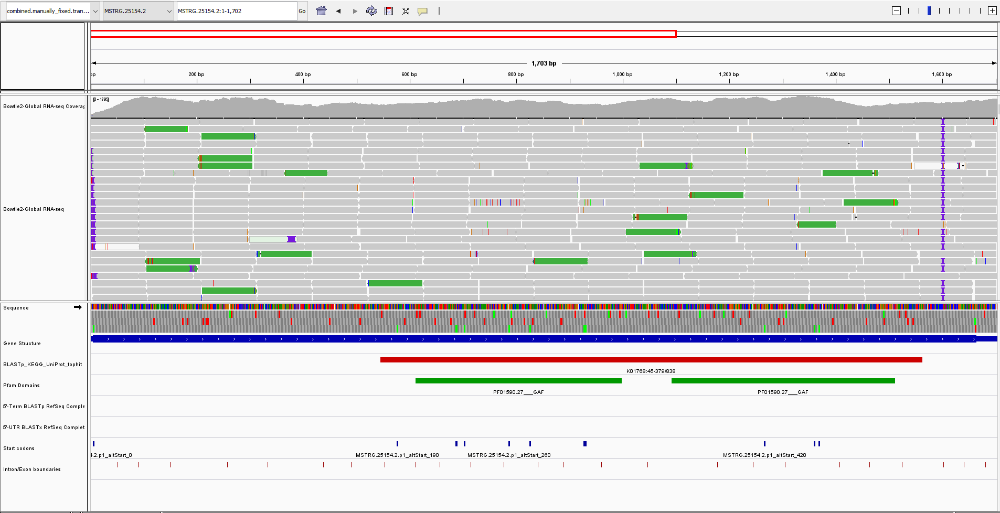 combined.manually_fixed.tran... MSTRG.25154.2 MSTRG.25154.2:1-1,702 Go
1,703 bp
bp 200 bp 400 bp 600 bp 800 bp 1,000 bp 1,200 bp 1,400 bp 1,600 bp
[0 - 1795]
Bowtie2-Global RNA-seq Coverag
Bowtie2-Global RNA-seq
Sequence
Gene Structure
BLASTp_KEGG_UniProt_tophit
K01768:45-379/838
Pfam Domains
PF01590.27___GAF PF01590.27___GAF
5'-Term BLASTp RefSeq Comple
5'-UTR BLASTx RefSeq Complet
Start codons
4.2.p1_altStart_0 MSTRG.25154.2.p1_altStart_190 MSTRG.25154.2.p1_altStart_260 MSTRG.25154.2.p1_altStart_420
Intron/Exon boundaries